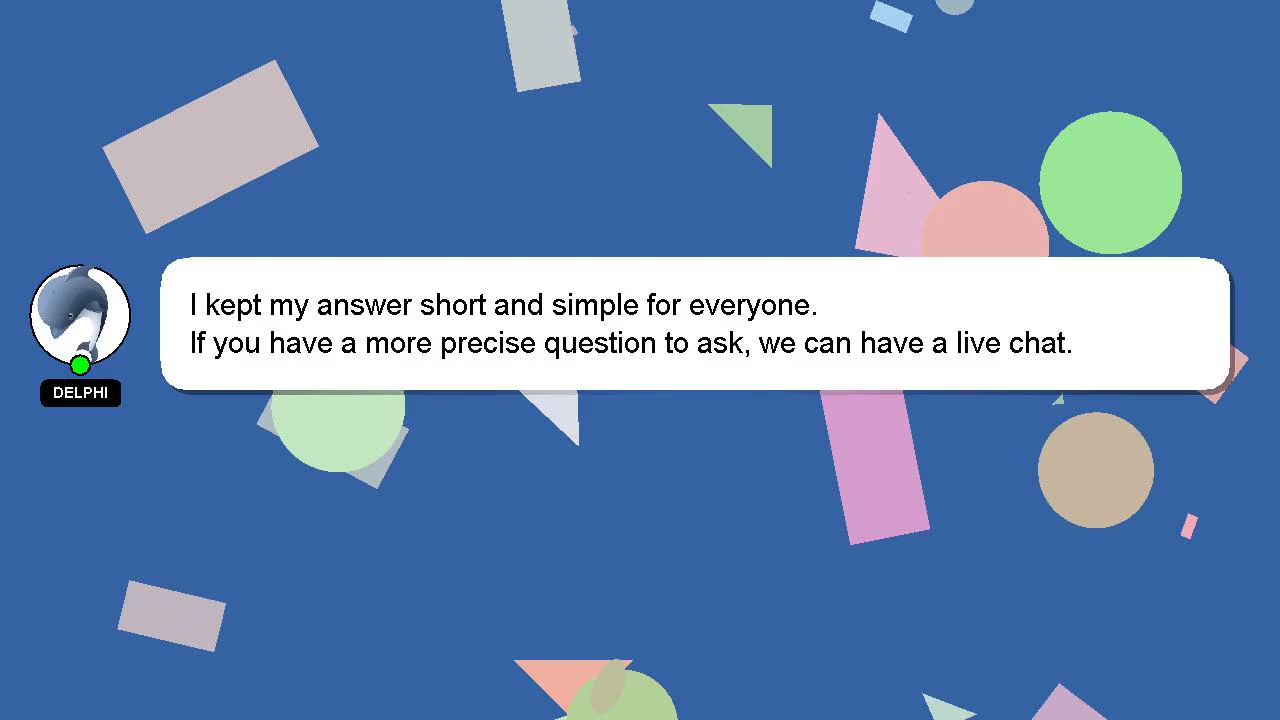 I kept my answer short and simple for everyone.
If you have a more precise question to ask, we can have a live chat.
DELPHI